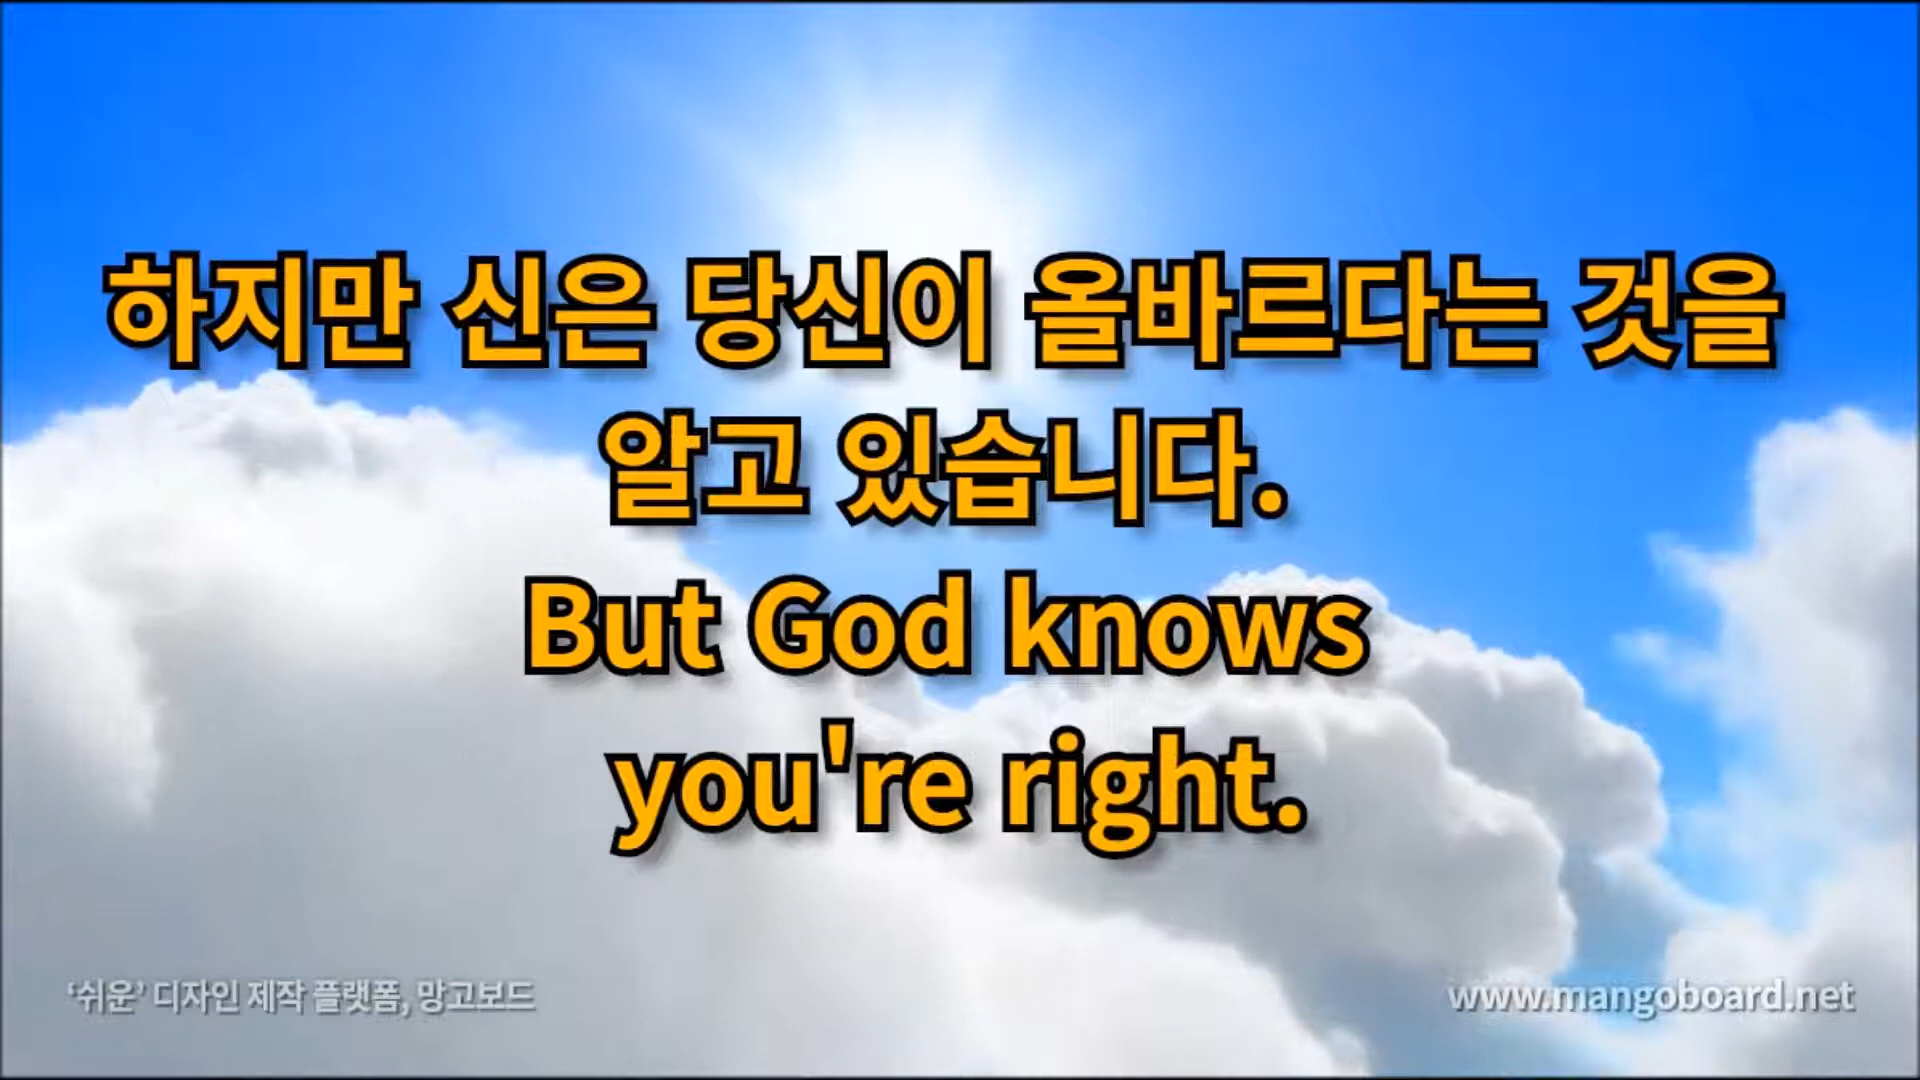 하지만 신은 당신이 올바르다는 것을
알고 있습니다.
But God knows
you're right.
‘쉬운’ 디자인 제작 플랫폼, 망고보드
www.mangoboard.net